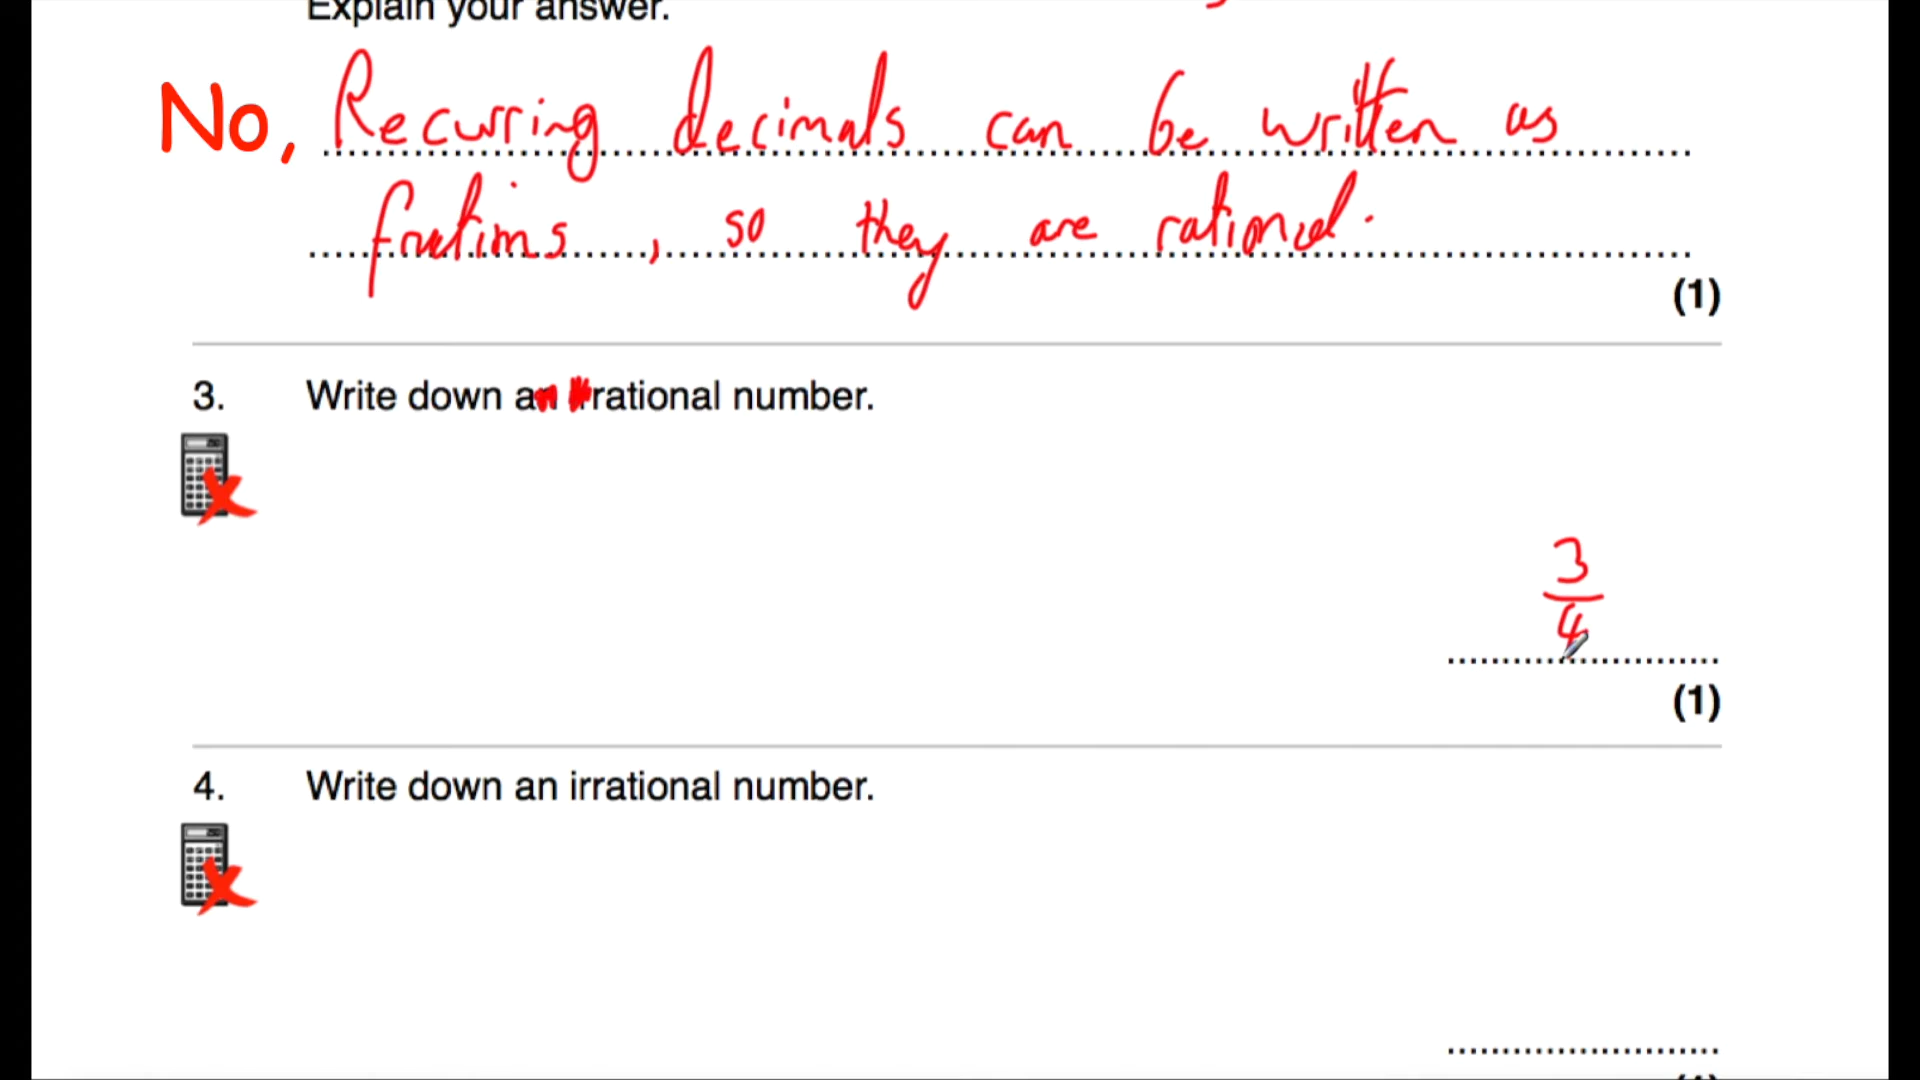 Explain your answer.
No, Recurring decimals can be written as
fractions, so they are rational.
(1)
3. Write down a rational number.
3
4
(1)
4. Write down an irrational number.